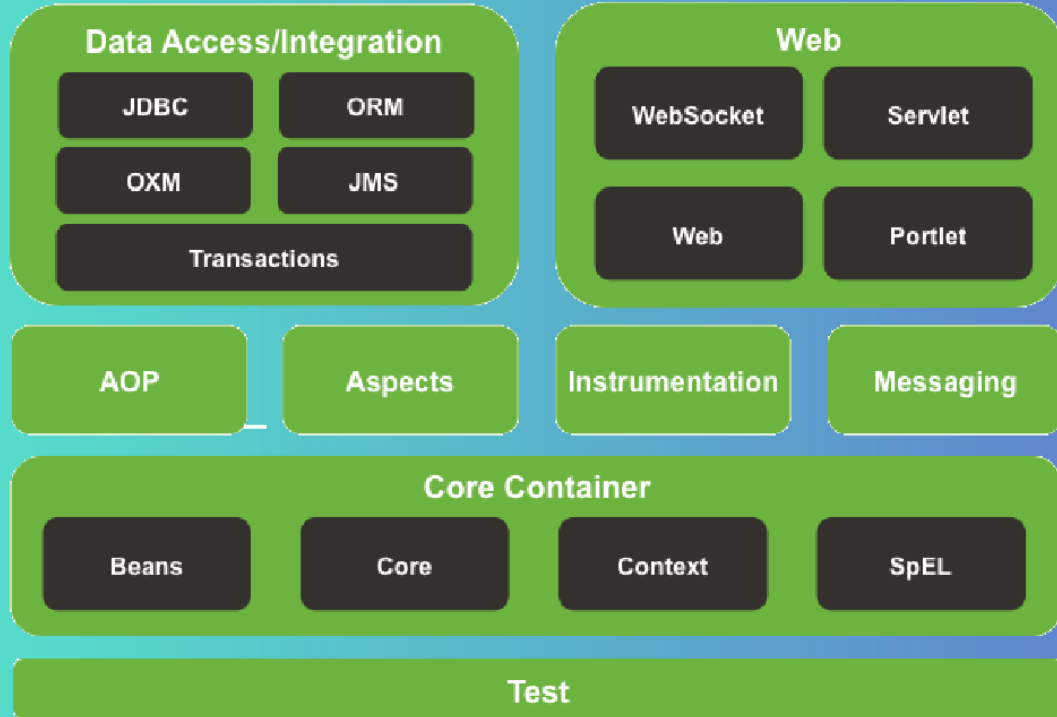 Data Access/Integration
JDBC
ORM
OXM
JMS
Transactions
Web
WebSocket
Servlet
Web
Portlet
AOP
Aspects
Instrumentation
Messaging
Core Container
Beans
Core
Context
SpEL
Test